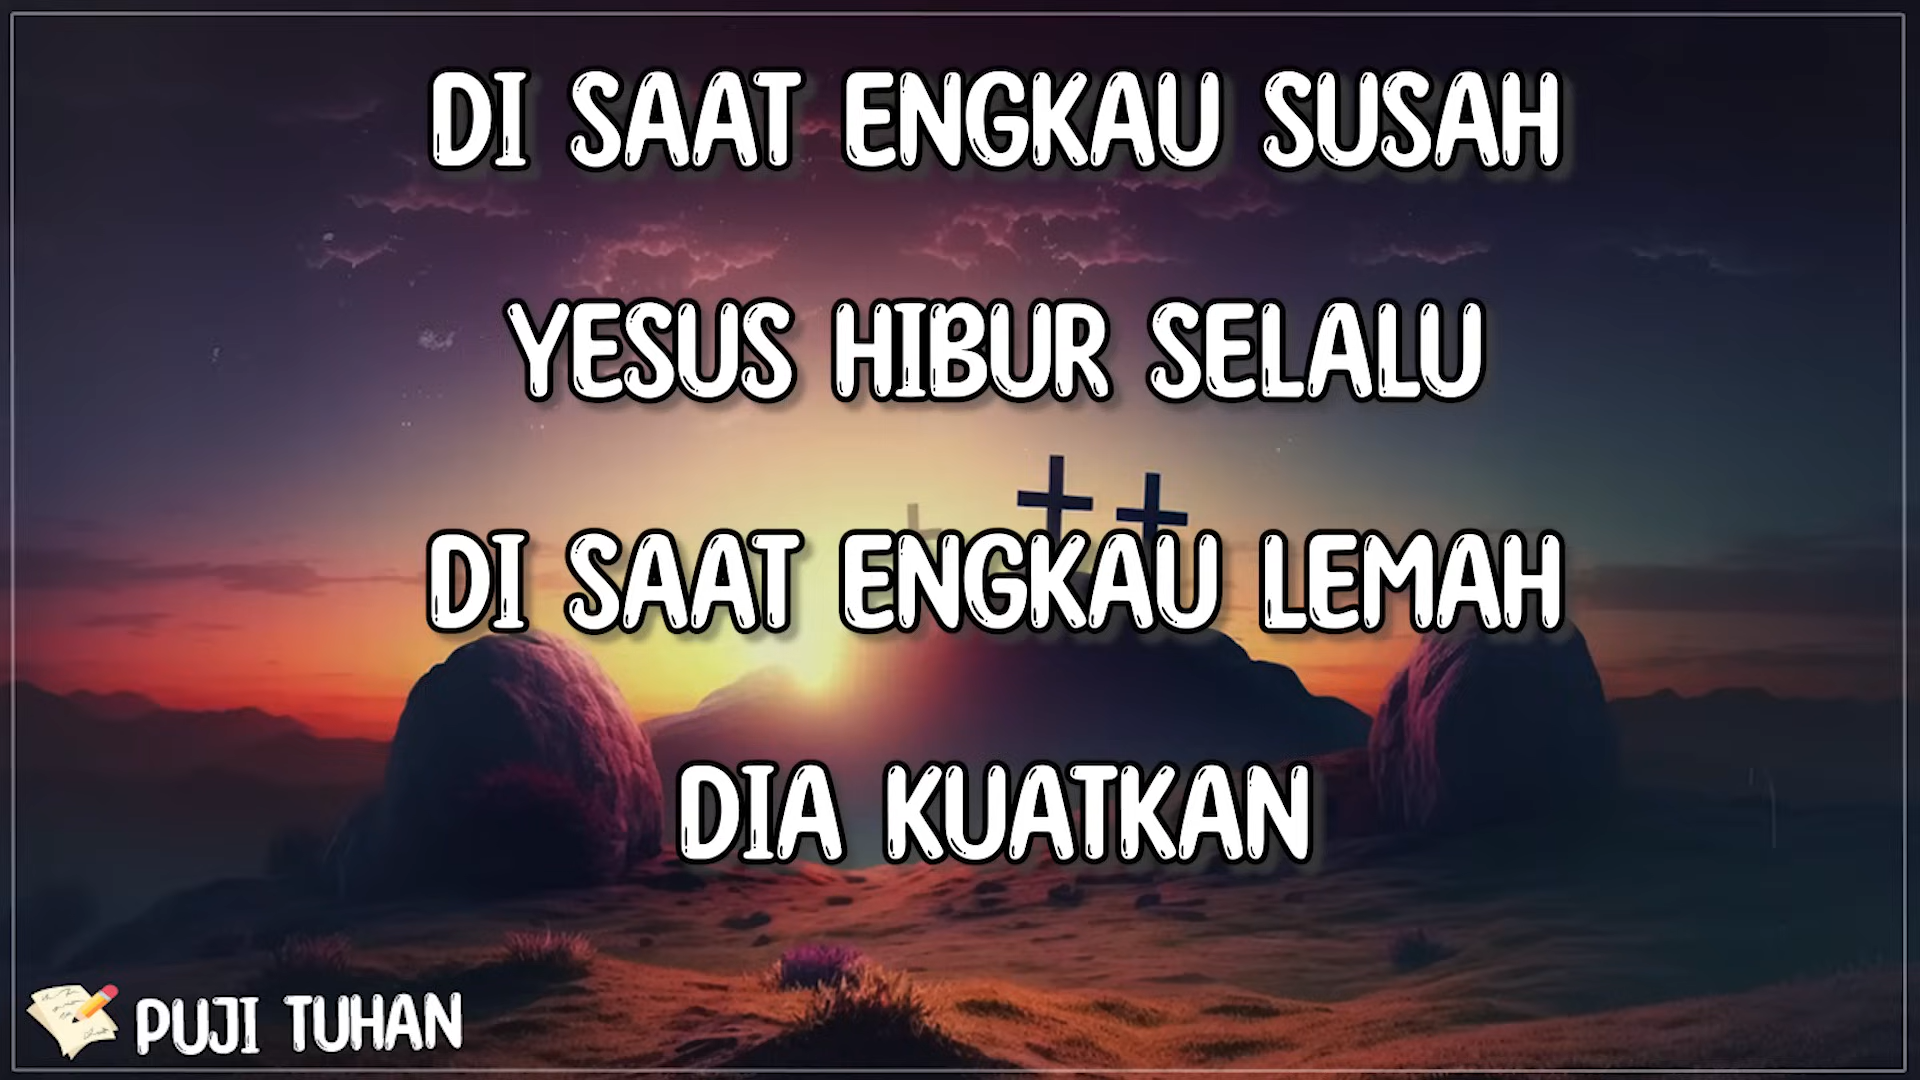 DI SAAT ENGKAU SUSAH
YESUS HIBUR SELALU
DI SAAT ENGKAU LEMAH
DIA KUATKAN
PUJI TUHAN